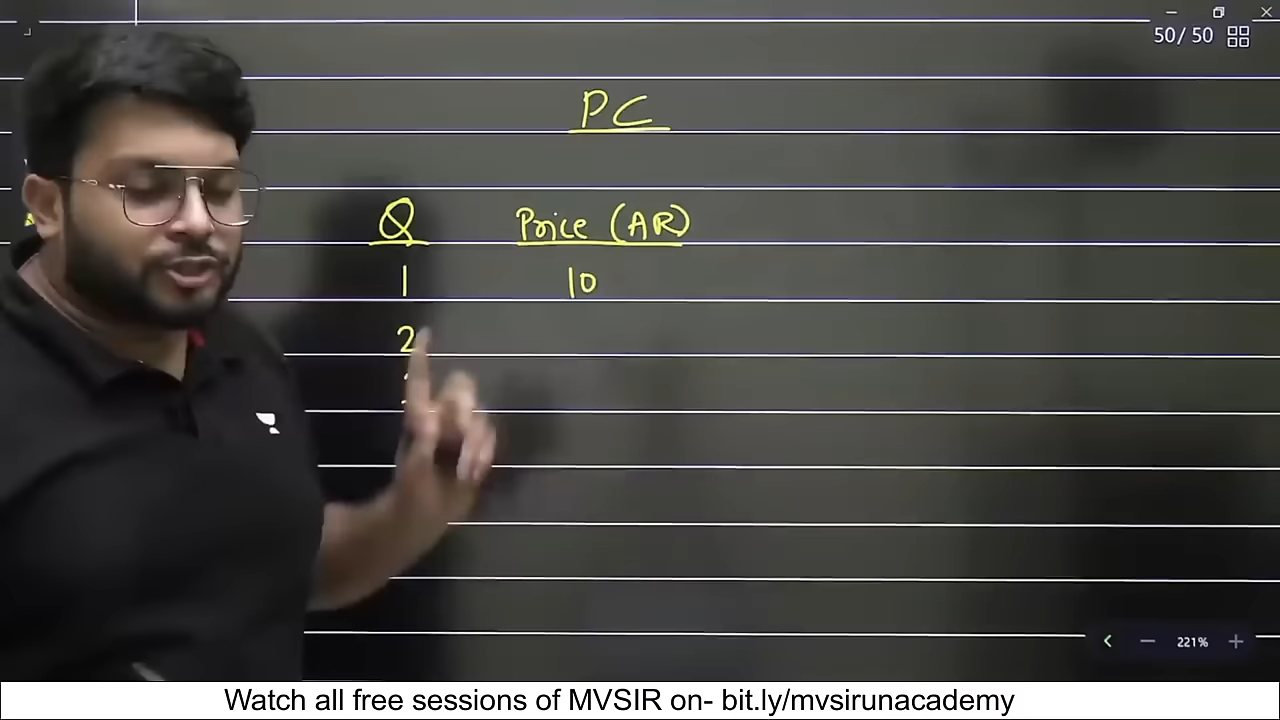 50/ 50
PC
Q Price (AR)
1 10
2
221%
Watch all free sessions of MVSIR on- bit.ly/mvsirunacademy